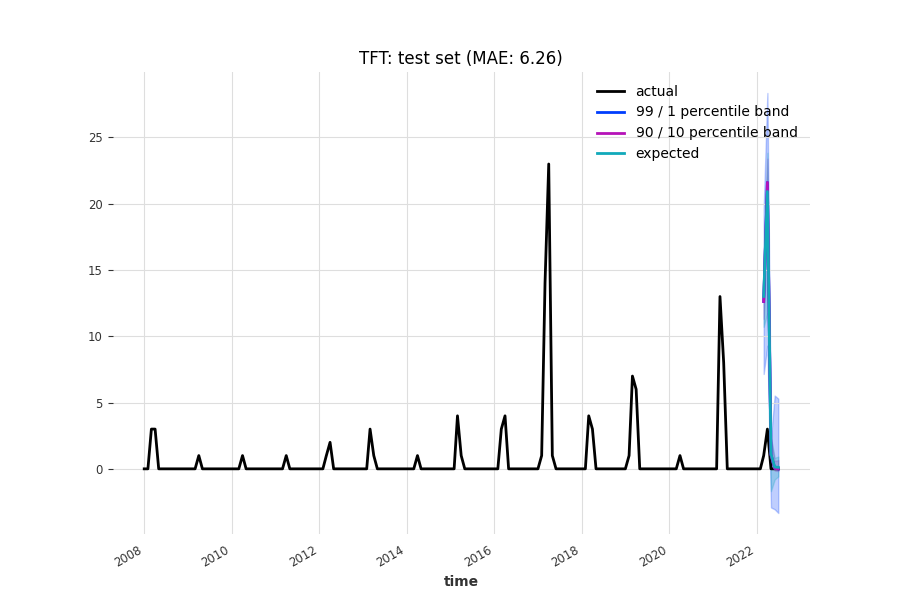 TFT: test set (MAE: 6.26)
actual
99 / 1 percentile band
90 / 10 percentile band
expected
25
20
15
10
5
0
2008
2010
2012
2014
2016
2018
2020
2022
time